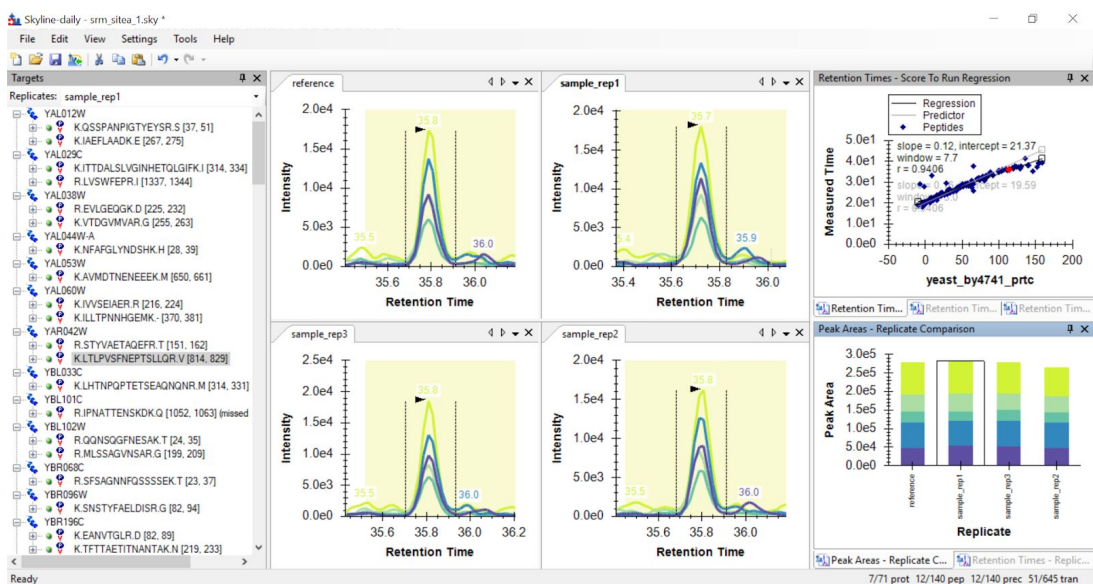 Skyline-daily - srm_sitea_1.sky *
File Edit View Settings Tools Help
Targets
Replicates: sample_rep1
YAL012W
K.QSSPANPIGTYEYSR.S [37, 51]
K.IAEFLAADK.E [267, 275]
YAL029C
K.ITTDALSLVGINHETQLGIFK.I [314, 334]
R.LVSWFEPR.I [1337, 1344]
YAL038W
R.EVLGEQGK.D [225, 232]
K.VTDGVMVAR.G [255, 263]
YAL044W-A
K.NFAFGLYNDSHK.H [28, 39]
YAL053W
K.AVMDTNENEEEK.M [650, 661]
YAL060W
K.IVVSEIAER.R [216, 224]
K.ILLTPNNHGEMK.- [370, 381]
YAR042W
R.STYVAETAQEFR.T [151, 162]
K.LTLPVSFNEPTSLLQR.V [814, 829]
YBL033C
K.LHTNPQPTETSEAQNQNR.M [314, 331]
YBL101C
R.IPNATTENSKDK.Q [1052, 1063] (missed
YBL102W
R.QQNSQGFNESAK.T [24, 35]
R.MLSSAGVNSAR.G [199, 209]
YBR068C
R.SFSAGNNFQSSSSEK.T [23, 37]
YBR096W
K.SNSTYFAELDISR.G [82, 94]
YBR196C
K.EANVTGLR.D [82, 89]
K.TFTTAETITNANTAK.N [219, 233]
reference
2.0e4
1.5e4
1.0e4
5.0e3
0.0e0
Intensity
35.8
35.5
36.0
35.6 35.8 36.0
Retention Time
sample_rep1
2.0e4
1.5e4
1.0e4
5.0e3
0.0e0
Intensity
35.7
35.9
35.4 35.6 35.8 36.0
Retention Time
sample_rep3
2.5e4
2.0e4
1.5e4
1.0e4
5.0e3
0.0e0
Intensity
35.8
35.5
36.0
35.6 35.8 36.0 36.2
Retention Time
sample_rep2
2.0e4
1.5e4
1.0e4
5.0e3
0.0e0
Intensity
35.8
35.5
36.0
35.6 35.8 36.0
Retention Time
Retention Times - Score To Run Regression
Regression
Predictor
Peptides
slope = 0.12, intercept = 21.37
window = 7.7
r = 0.9406
5.0e1
4.0e1
3.0e1
2.0e1
1.0e1
0.0e0
Measured Time
-50 0 50 100 150 200
yeast_by4741_prtc
Retention Tim... Retention Tim... Retention Tim...
Peak Areas - Replicate Comparison
3.0e5
2.5e5
2.0e5
1.5e5
1.0e5
5.0e4
0.0e0
Peak Area
reference
sample_rep1
sample_rep3
sample_rep2
Replicate
Peak Areas - Replicate C... Retention Times - Replic...
Ready
7/71 prot 12/140 pep 12/140 prec 51/645 tran